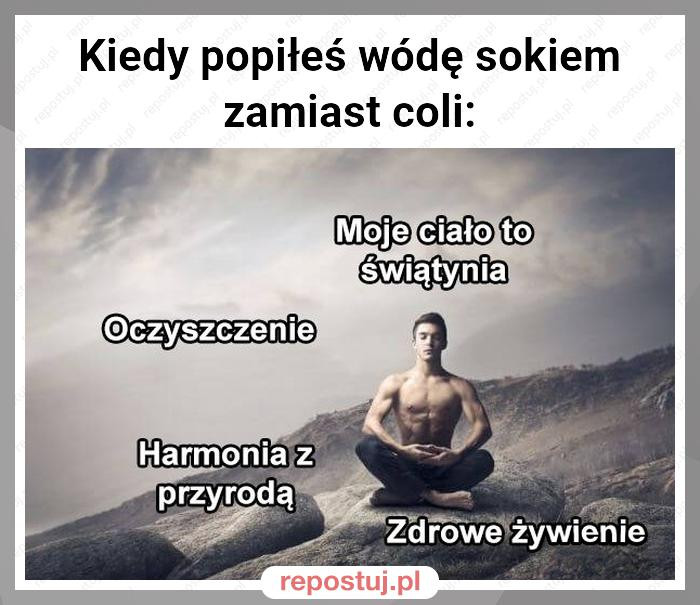 Kiedy popiłeś wódę sokiem
zamiast coli:
Moje ciało to
świątynia
Oczyszczenie
Harmonia z
przyrodą
Zdrowe żywienie
repostuj.pl